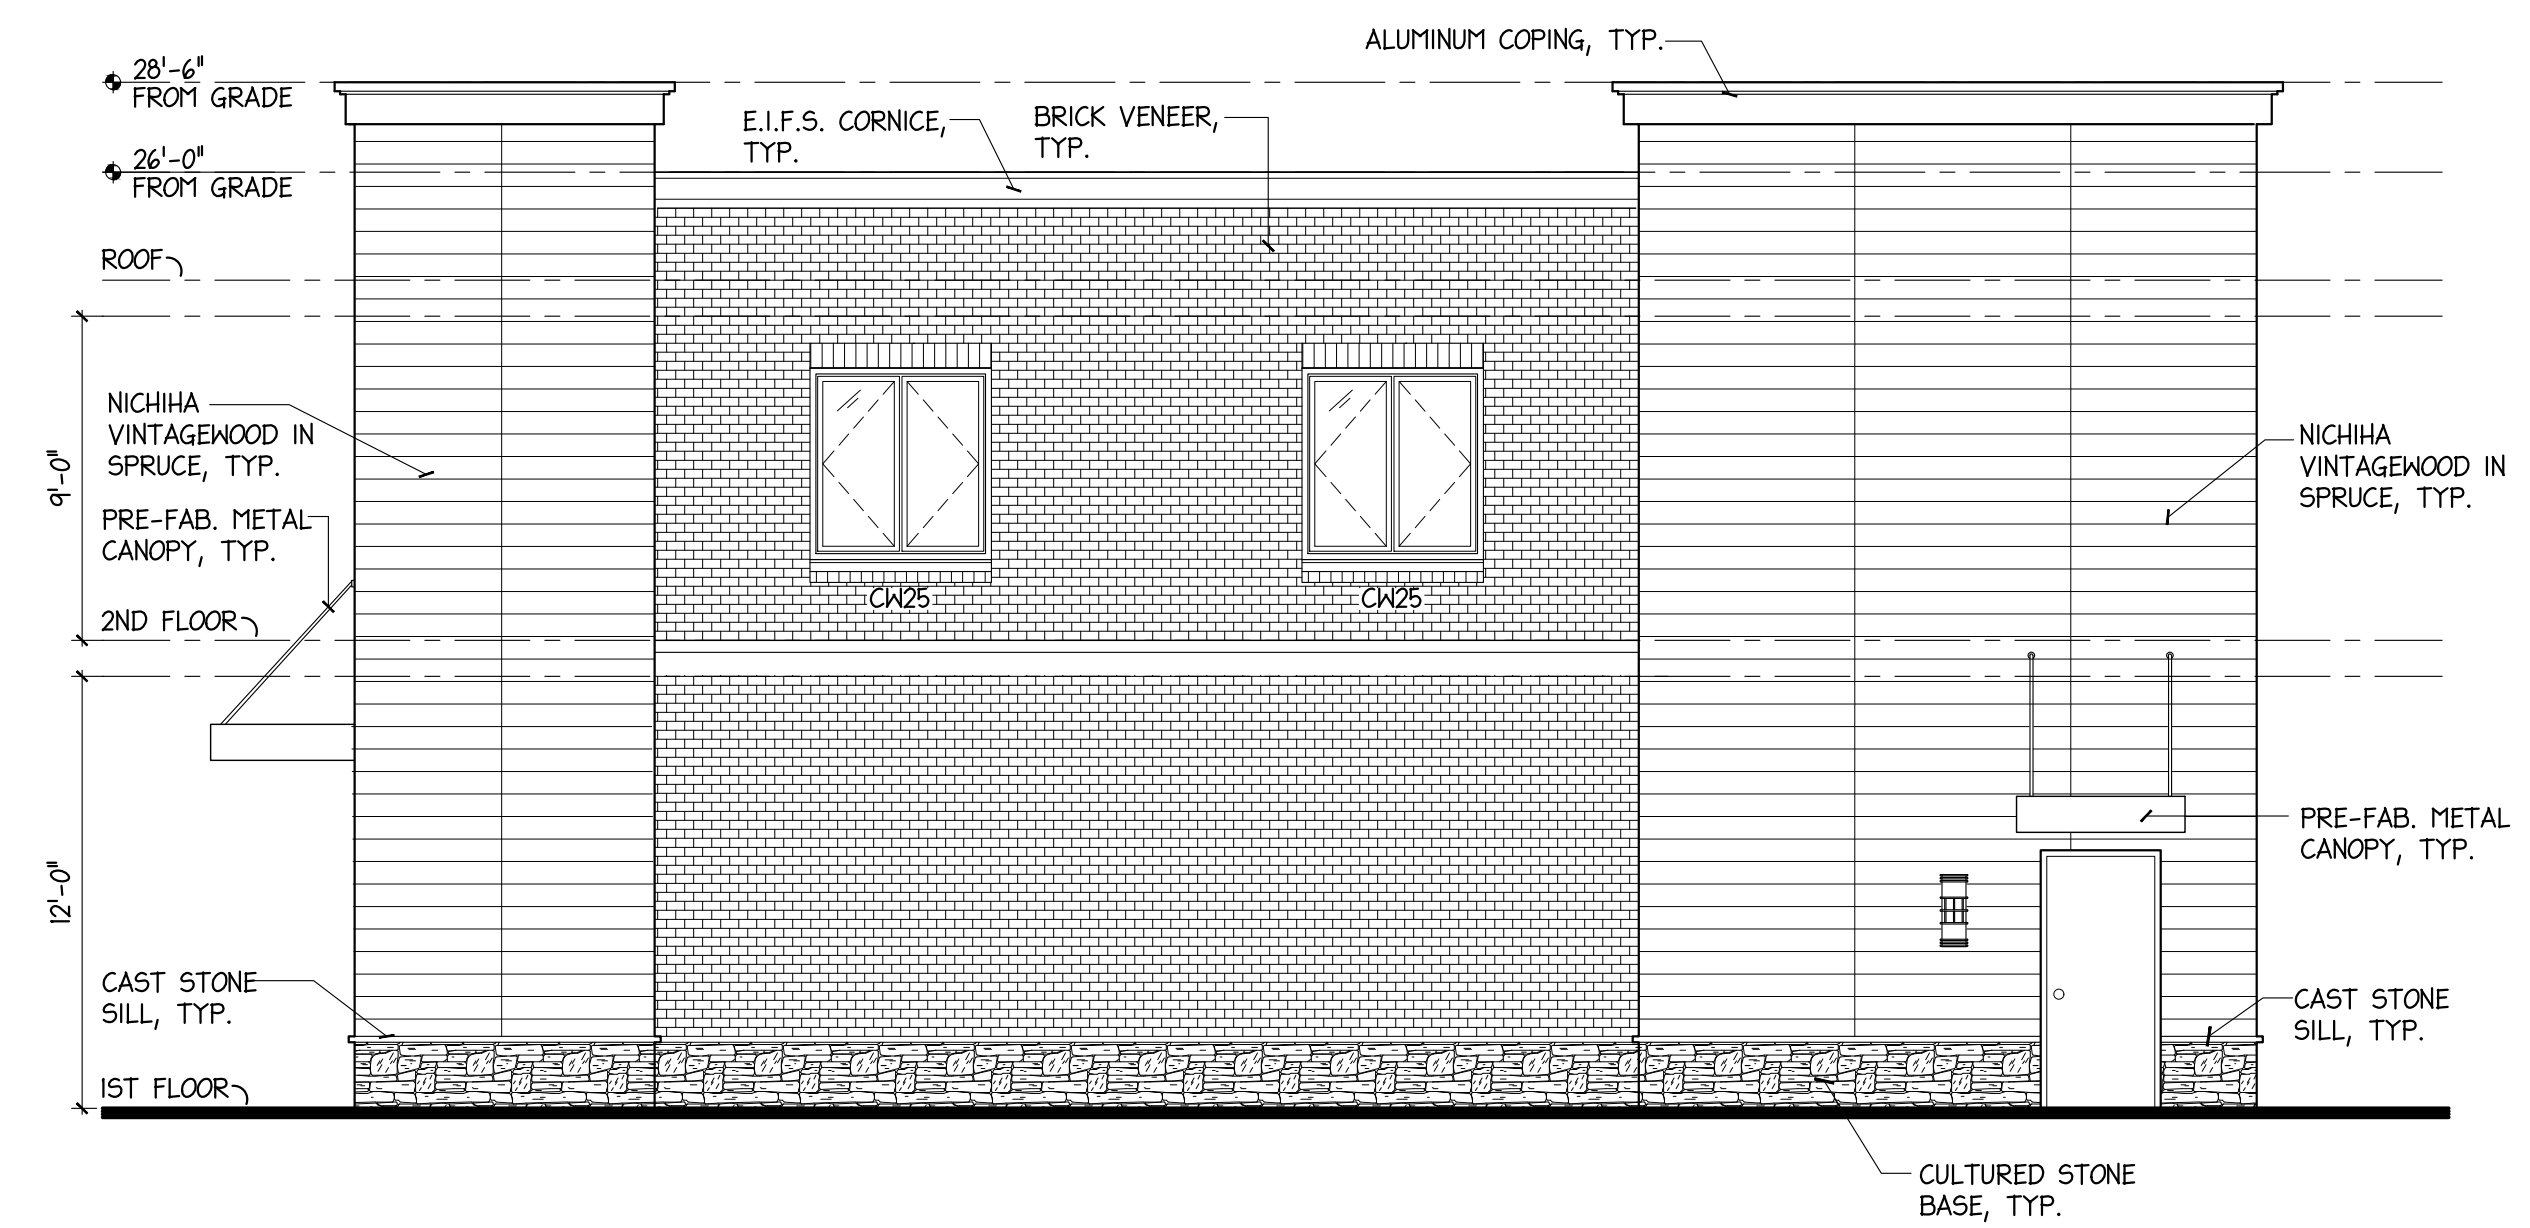 ALUMINUM COPING, TYP.
28'-6"
FROM GRADE
E.I.F.S. CORNICE,
TYP.
BRICK VENEER,
TYP.
26'-0"
FROM GRADE
ROOF
NICHIHA
VINTAGEWOOD IN
SPRUCE, TYP.
NICHIHA
VINTAGEWOOD IN
SPRUCE, TYP.
9'-0"
PRE-FAB. METAL
CANOPY, TYP.
CW25
CW25
2ND FLOOR
PRE-FAB. METAL
CANOPY, TYP.
12'-0"
CAST STONE
SILL, TYP.
CAST STONE
SILL, TYP.
1ST FLOOR
CULTURED STONE
BASE, TYP.